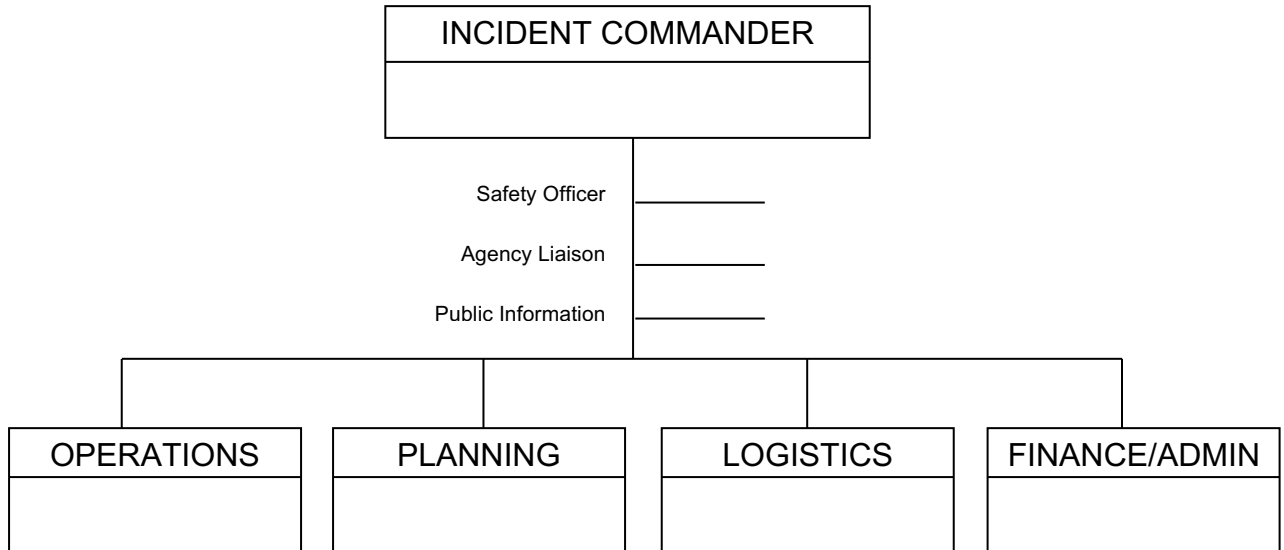 INCIDENT COMMANDER
Safety Officer
Agency Liaison
Public Information
OPERATIONS
PLANNING
LOGISTICS
FINANCE/ADMIN